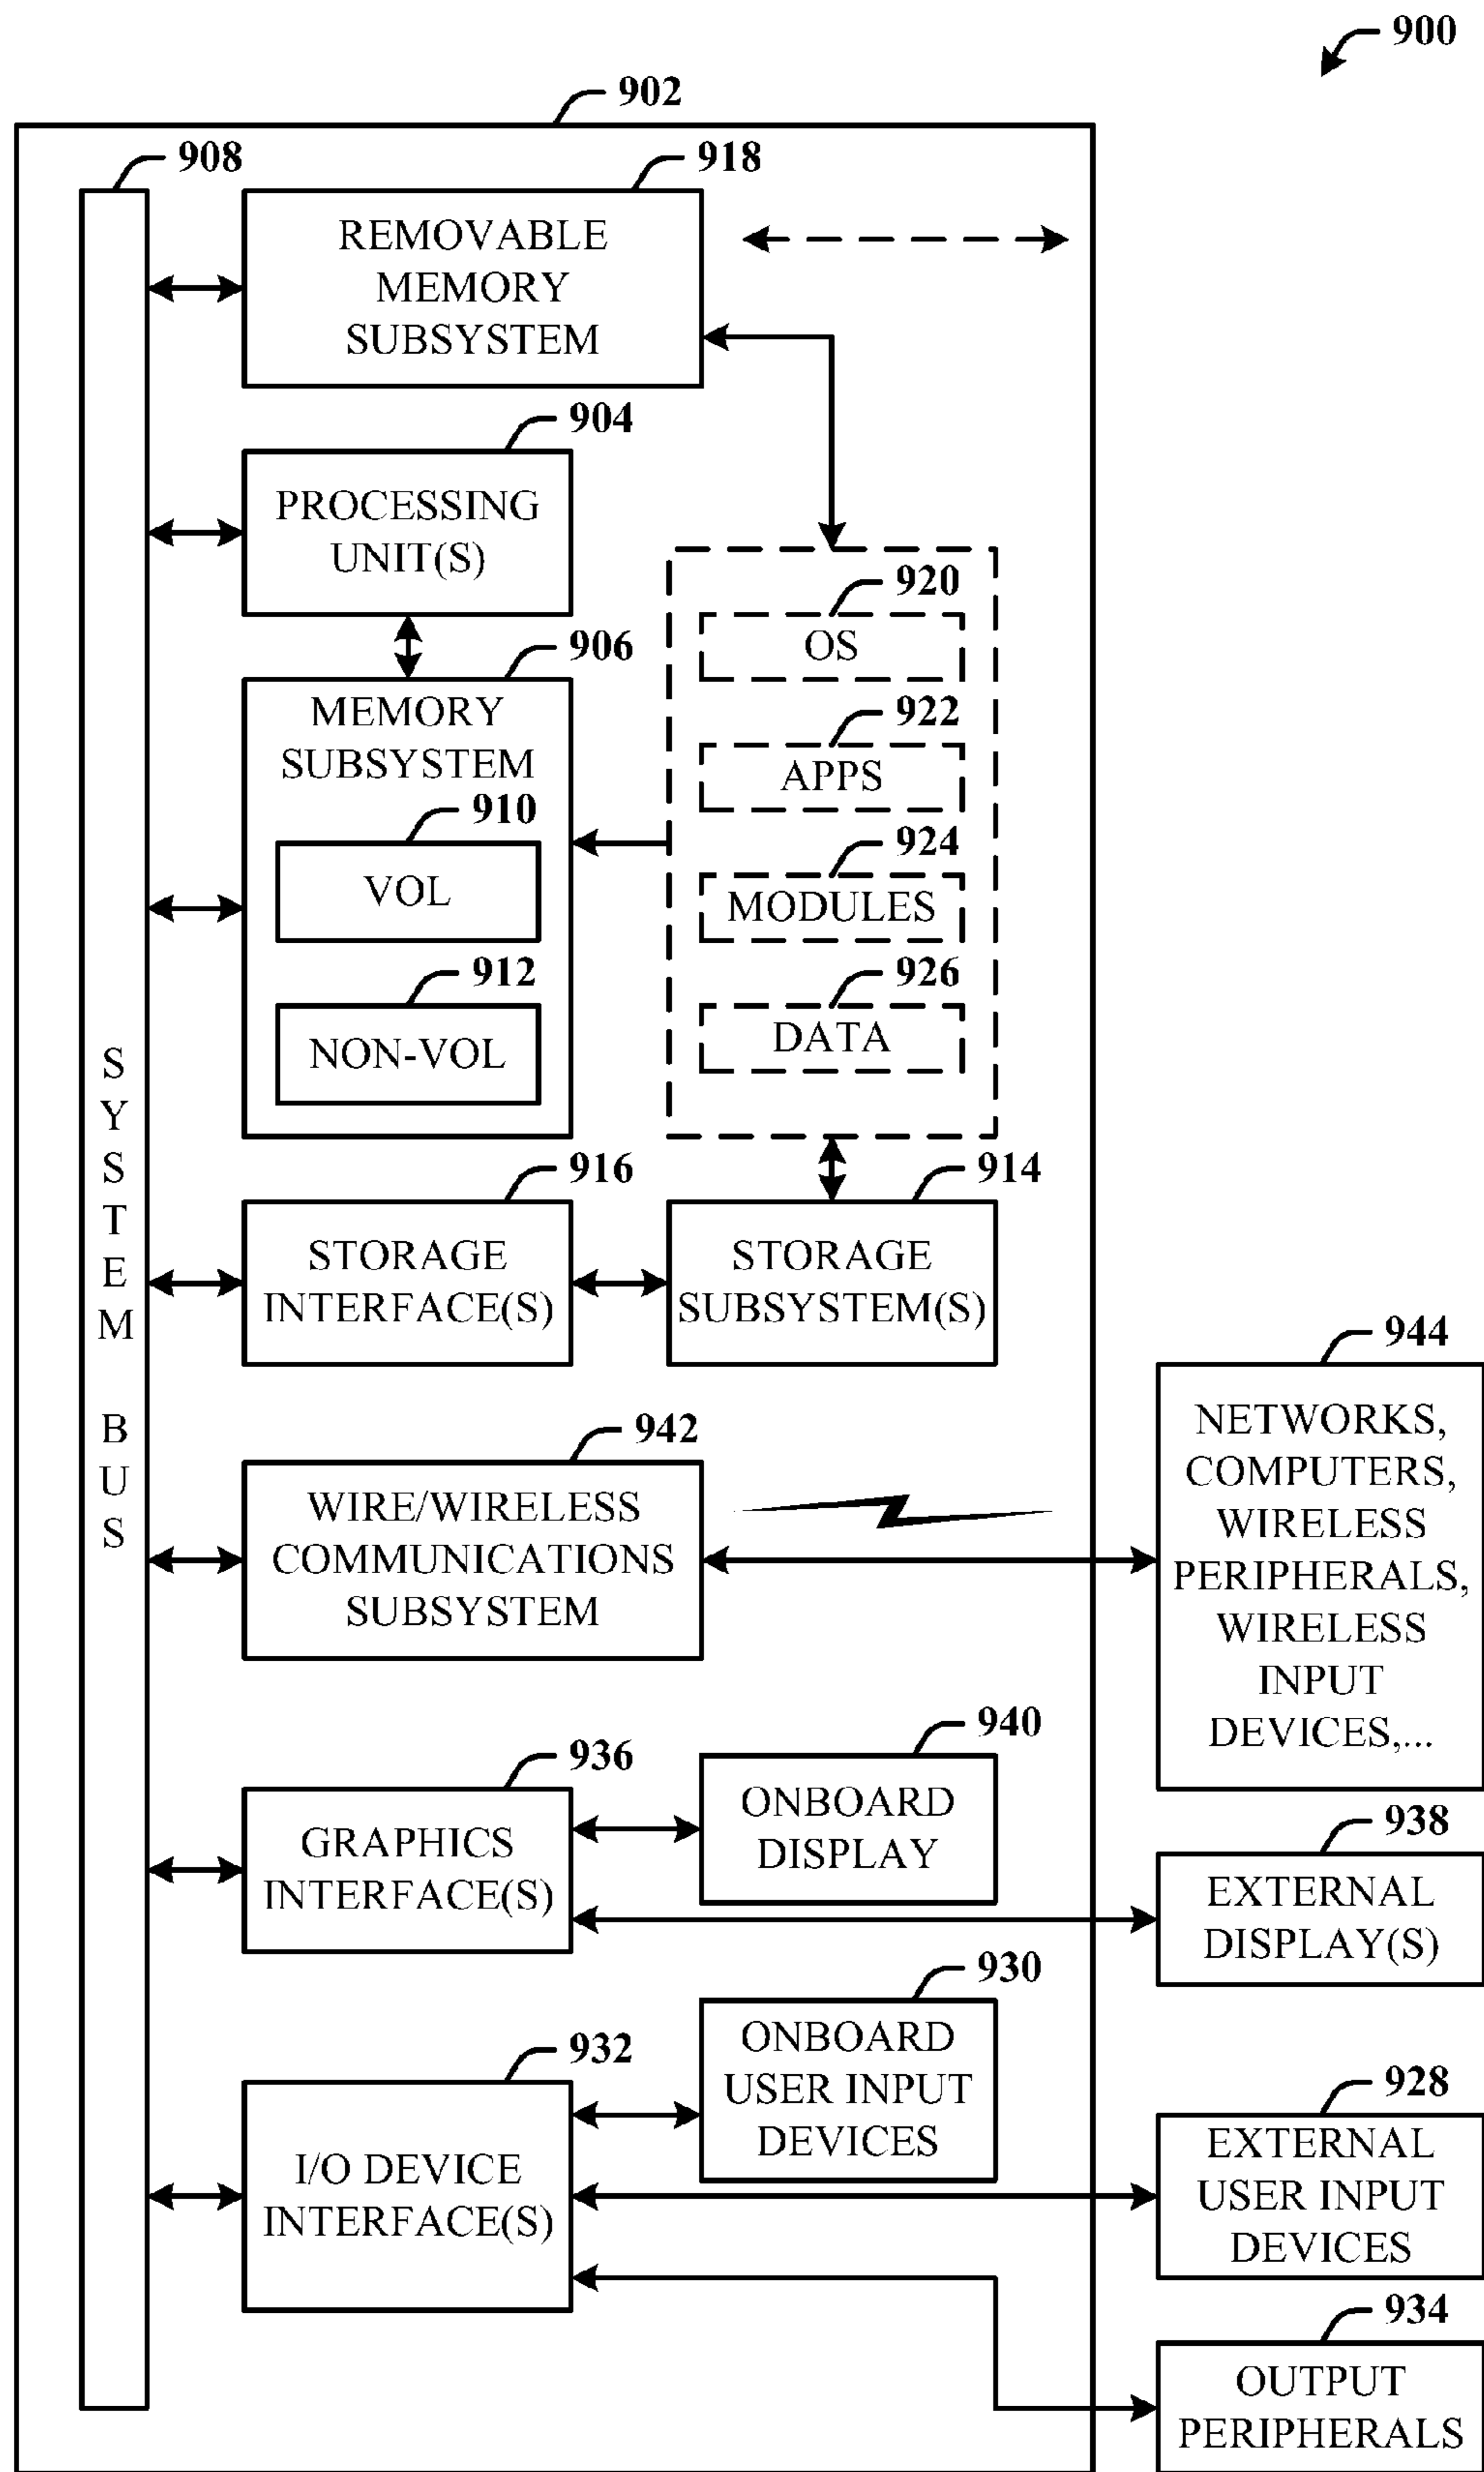 900
902
908
918
REMOVABLE
MEMORY
SUBSYSTEM
904
PROCESSING
UNIT(S)
906
MEMORY
SUBSYSTEM
910
VOL
912
NON-VOL
920
OS
922
APPS
924
MODULES
926
DATA
SYSTEM BUS
916
STORAGE
INTERFACE(S)
914
STORAGE
SUBSYSTEM(S)
942
WIRE/WIRELESS
COMMUNICATIONS
SUBSYSTEM
944
NETWORKS,
COMPUTERS,
WIRELESS
PERIPHERALS,
WIRELESS
INPUT
DEVICES,...
936
GRAPHICS
INTERFACE(S)
940
ONBOARD
DISPLAY
938
EXTERNAL
DISPLAY(S)
932
I/O DEVICE
INTERFACE(S)
930
ONBOARD
USER INPUT
DEVICES
928
EXTERNAL
USER INPUT
DEVICES
934
OUTPUT
PERIPHERALS